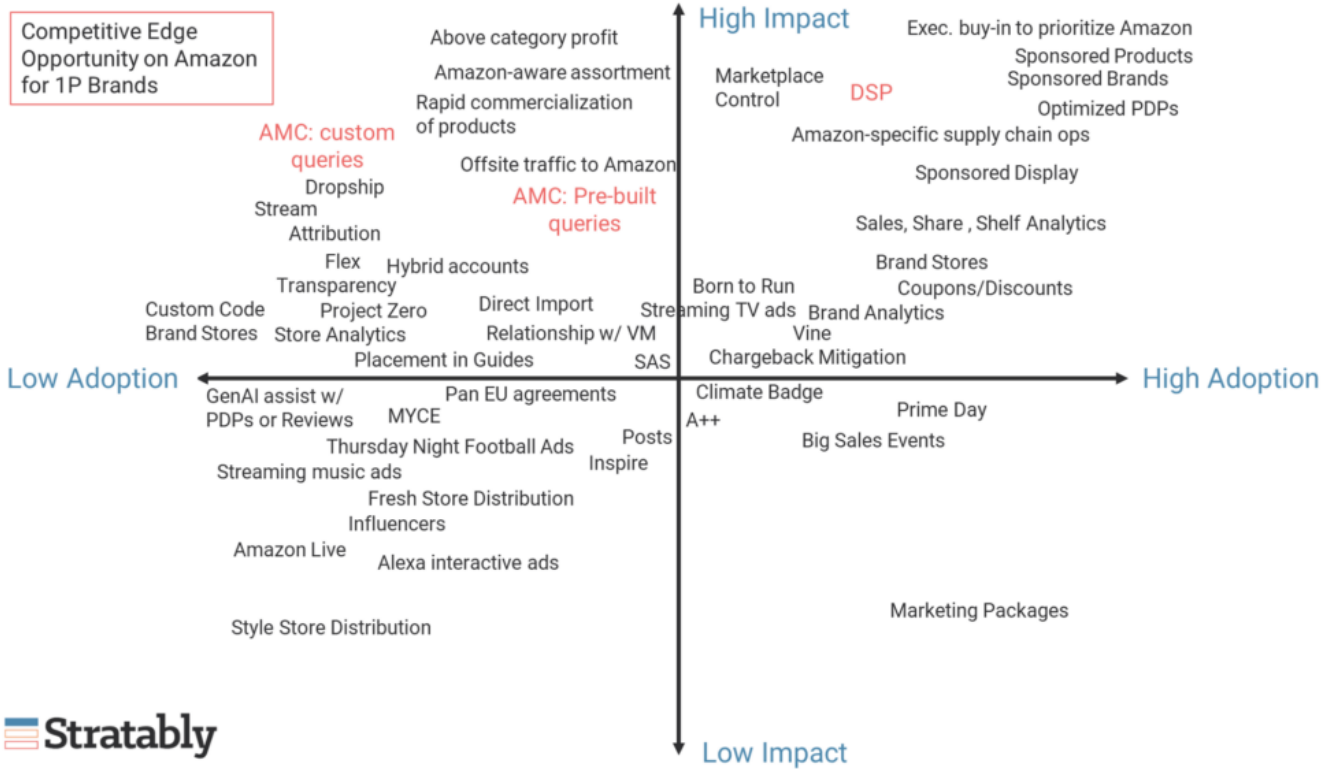 Competitive Edge
Opportunity on Amazon
for 1P Brands
High Impact
Above category profit
Amazon-aware assortment
Rapid commercialization
of products
AMC: custom
queries
Offsite traffic to Amazon
Dropship
AMC: Pre-built
queries
Stream
Attribution
Flex
Hybrid accounts
Transparency
Custom Code
Brand Stores
Project Zero
Direct Import
Store Analytics
Relationship w/ VM
Placement in Guides
SAS
Exec. buy-in to prioritize Amazon
Sponsored Products
Sponsored Brands
Marketplace
Control
DSP
Optimized PDPs
Amazon-specific supply chain ops
Sponsored Display
Sales, Share , Shelf Analytics
Brand Stores
Born to Run
Coupons/Discounts
Streaming TV ads
Brand Analytics
Vine
Chargeback Mitigation
Low Adoption
High Adoption
GenAI assist w/
PDPs or Reviews
Pan EU agreements
MYCE
Posts
Thursday Night Football Ads
Inspire
Streaming music ads
Fresh Store Distribution
Influencers
Amazon Live
Alexa interactive ads
Style Store Distribution
Climate Badge
A++
Prime Day
Big Sales Events
Marketing Packages
Stratably
Low Impact